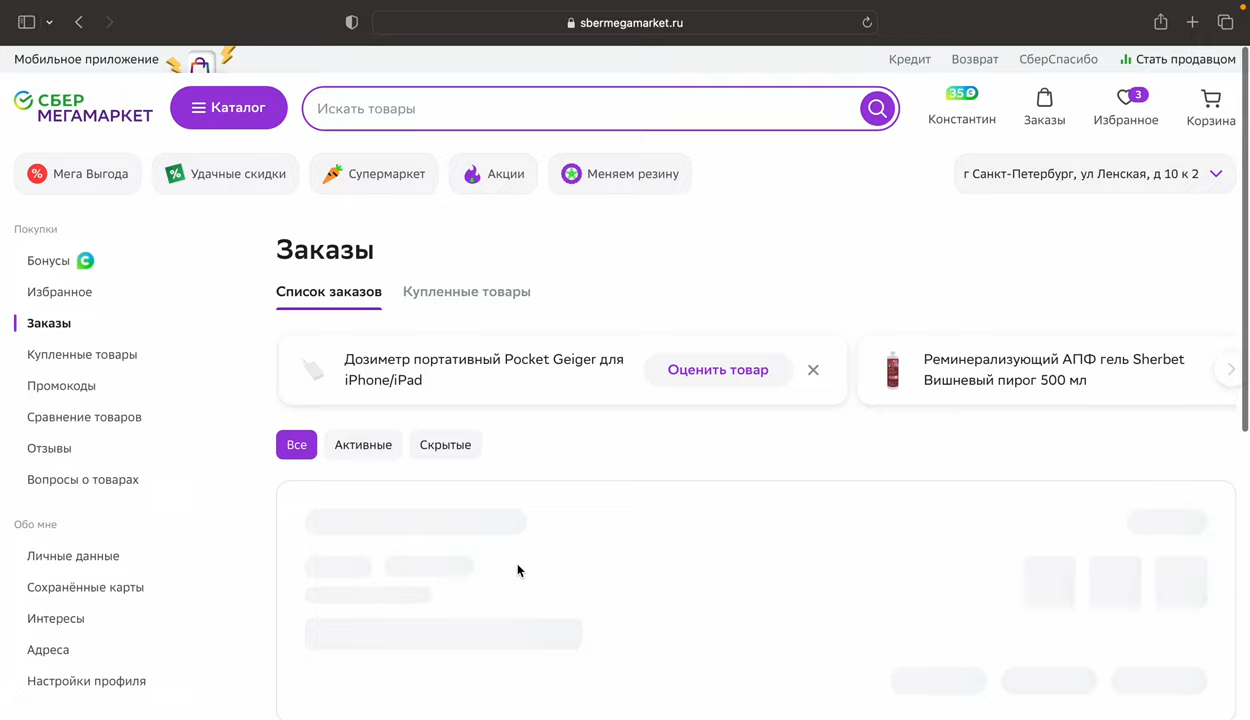 sbermegamarket.ru
Мобильное приложение
Кредит
Возврат
СберСпасибо
Стать продавцом
СБЕР
МЕГАМАРКЕТ
Каталог
Искать товары
35
Константин
Заказы
3
Избранное
Корзина
% Мега Выгода
% Удачные скидки
Супермаркет
Акции
Меняем резину
г Санкт-Петербург, ул Ленская, д 10 к 2
Покупки
Бонусы
Избранное
Заказы
Купленные товары
Промокоды
Сравнение товаров
Отзывы
Вопросы о товарах
Обо мне
Личные данные
Сохранённые карты
Интересы
Адреса
Настройки профиля
Заказы
Список заказов
Купленные товары
Дозиметр портативный Pocket Geiger для
iPhone/iPad
Оценить товар
Реминерализующий АПФ гель Sherbet
Вишневый пирог 500 мл
Все
Активные
Скрытые